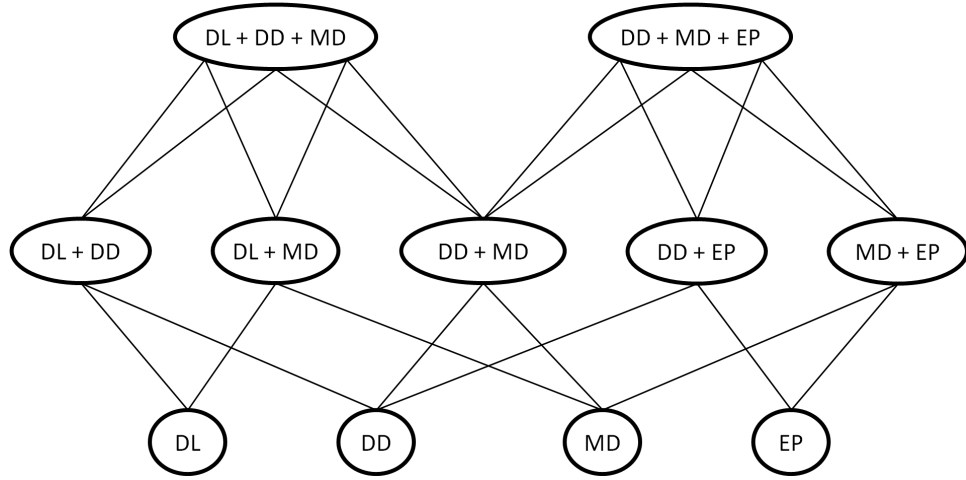 DL + DD + MD
DD + MD + EP
DL + DD
DL + MD
DD + MD
DD + EP
MD + EP
DL
DD
MD
EP